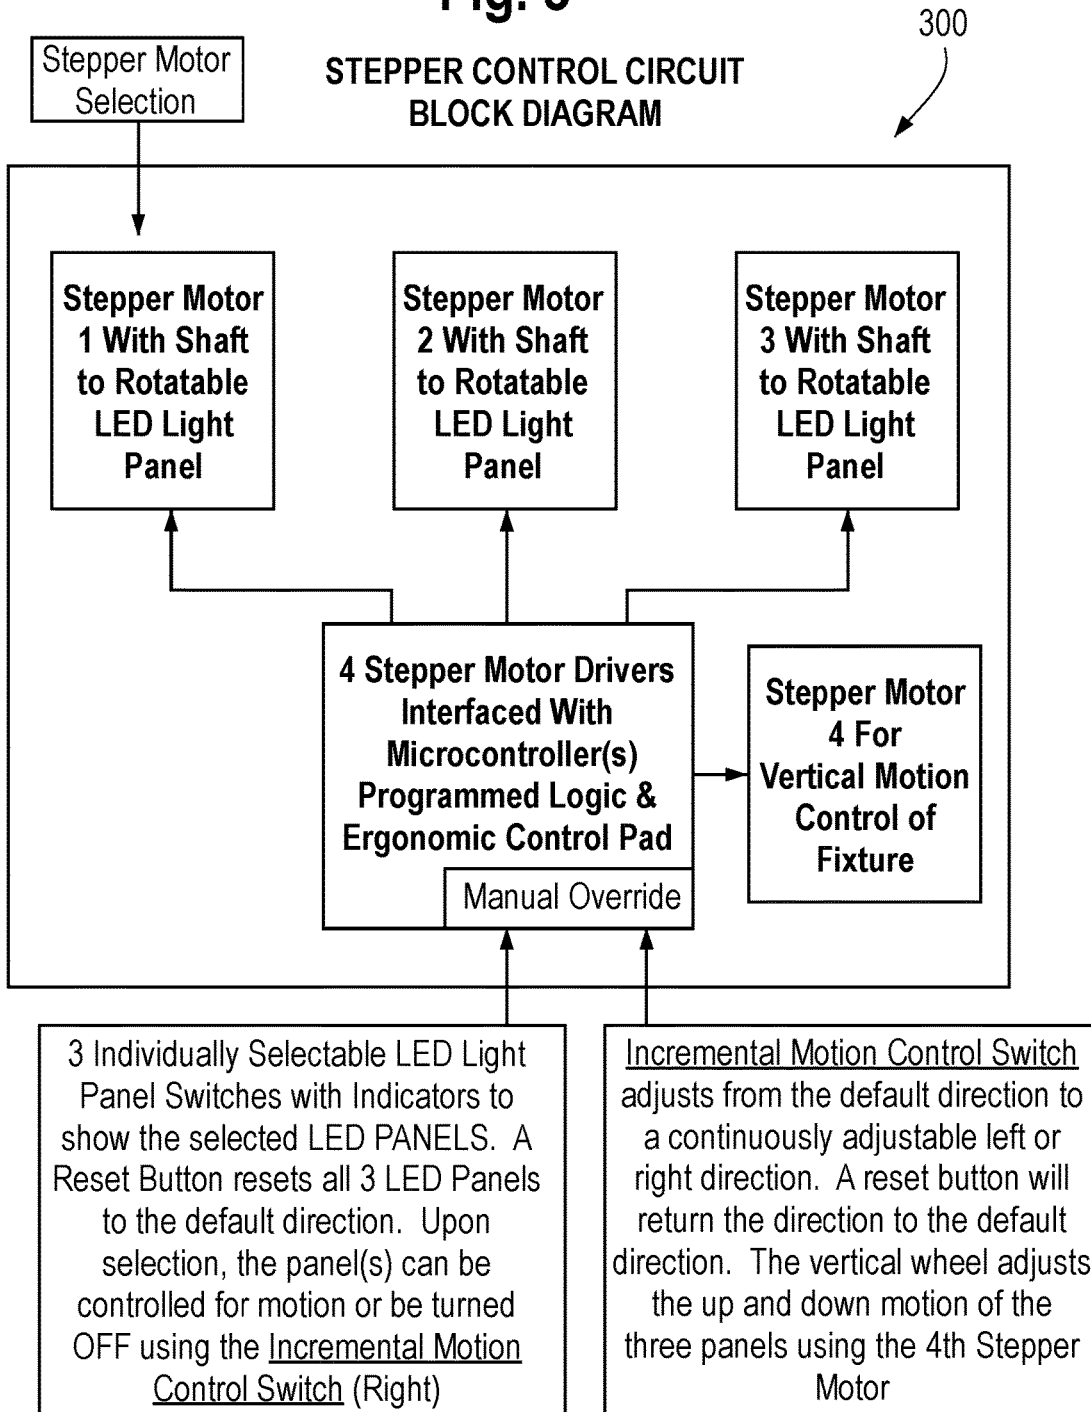 300
Stepper Motor
Selection
STEPPER CONTROL CIRCUIT
BLOCK DIAGRAM
Stepper Motor
1 With Shaft
to Rotatable
LED Light
Panel
Stepper Motor
2 With Shaft
to Rotatable
LED Light
Panel
Stepper Motor
3 With Shaft
to Rotatable
LED Light
Panel
4 Stepper Motor Drivers
Interfaced With
Microcontroller(s)
Programmed Logic &
Ergonomic Control Pad
Manual Override
Stepper Motor
4 For
Vertical Motion
Control of
Fixture
3 Individually Selectable LED Light
Panel Switches with Indicators to
show the selected LED PANELS. A
Reset Button resets all 3 LED Panels
to the default direction. Upon
selection, the panel(s) can be
controlled for motion or be turned
OFF using the Incremental Motion
Control Switch (Right)
Incremental Motion Control Switch
adjusts from the default direction to
a continuously adjustable left or
right direction. A reset button will
return the direction to the default
direction. The vertical wheel adjusts
the up and down motion of the
three panels using the 4th Stepper
Motor